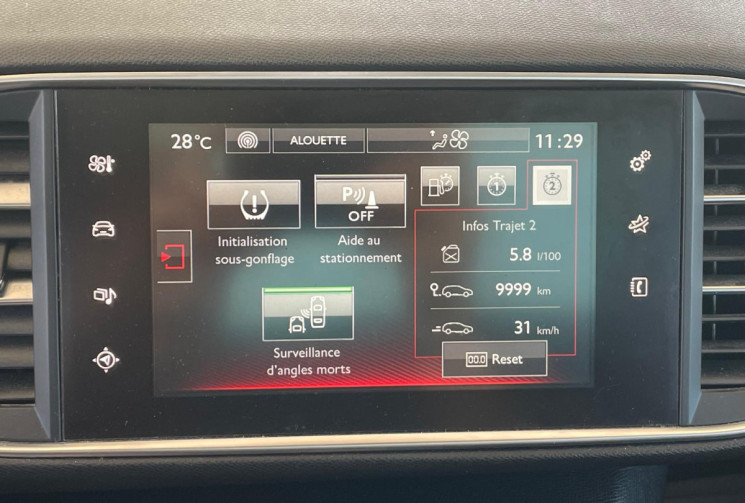 28°C
ALOUETTE
11:29
P
OFF
1
2
Initialisation
sous-gonflage
Aide au
stationnement
Infos Trajet 2
5.8 l/100
9999 km
31 km/h
Surveillance
d'angles morts
00.0 Reset